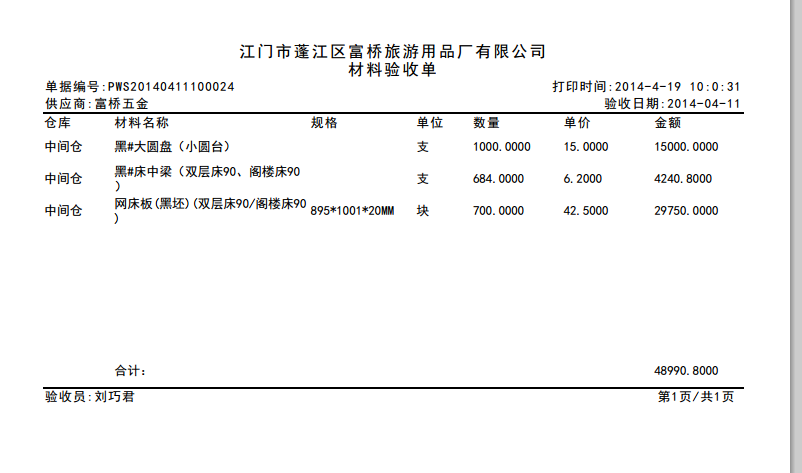 江门市蓬江区富桥旅游用品厂有限公司
材料验收单
单据编号:PWS20140411100024 打印时间:2014-4-19 10:0:31
供应商:富桥五金 验收日期:2014-04-11
仓库 材料名称 规格 单位 数量 单价 金额
中间仓 黑#大圆盘（小圆台） 支 1000.0000 15.0000 15000.0000
中间仓 黑#床中梁（双层床90、阁楼床90
） 支 684.0000 6.2000 4240.8000
中间仓 网床板(黑坯)(双层床90/阁楼床90
) 895*1001*20MM 块 700.0000 42.5000 29750.0000
合计: 48990.8000
验收员:刘巧君 第1页/共1页